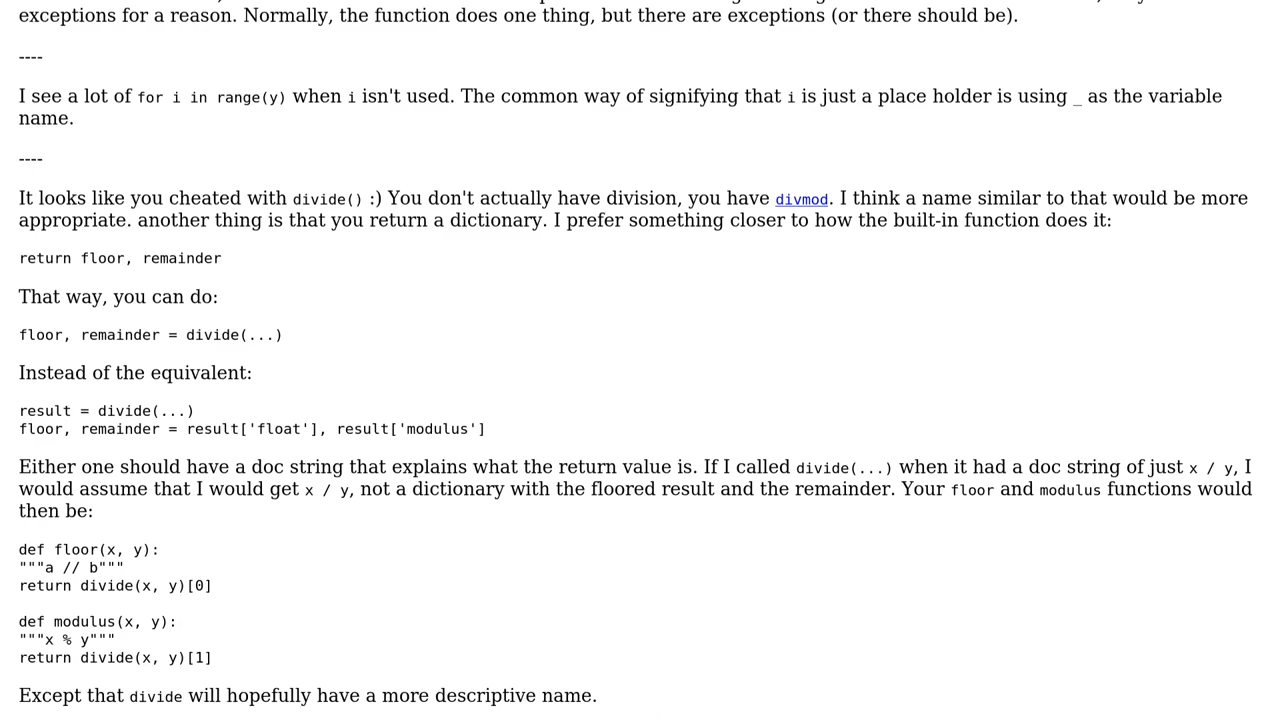 exceptions for a reason. Normally, the function does one thing, but there are exceptions (or there should be).
----
I see a lot of for i in range(y) when i isn't used. The common way of signifying that i is just a place holder is using _ as the variable
name.
----
It looks like you cheated with divide() :) You don't actually have division, you have divmod. I think a name similar to that would be more
appropriate. another thing is that you return a dictionary. I prefer something closer to how the built-in function does it:
return floor, remainder
That way, you can do:
floor, remainder = divide(...)
Instead of the equivalent:
result = divide(...)
floor, remainder = result['float'], result['modulus']
Either one should have a doc string that explains what the return value is. If I called divide(...) when it had a doc string of just x / y, I
would assume that I would get x / y, not a dictionary with the floored result and the remainder. Your floor and modulus functions would
then be:
def floor(x, y):
"""a // b"""
return divide(x, y)[0]
def modulus(x, y):
"""x % y"""
return divide(x, y)[1]
Except that divide will hopefully have a more descriptive name.